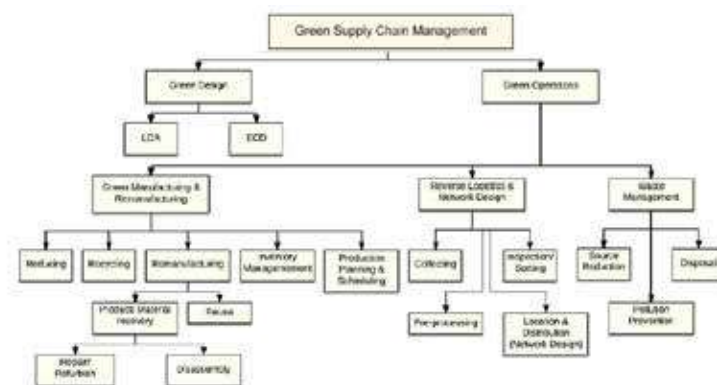 Green Supply Chain Management
Green Design
Green Operations
LCA
ECD
Green Manufacturing &
Remanufacturing
Reverse Logistics &
Network Design
Waste
Management
Reducing
Recycling
Remanufacturing
Inventory
Management
Production
Planning &
Scheduling
Collecting
Inspection/
Sorting
Source
Reduction
Disposal
Product/Material
recovery
Reuse
Pre-processing
Location &
Distribution
(Network Design)
Pollution
Prevention
Repair/
Refurbish
Disassembly